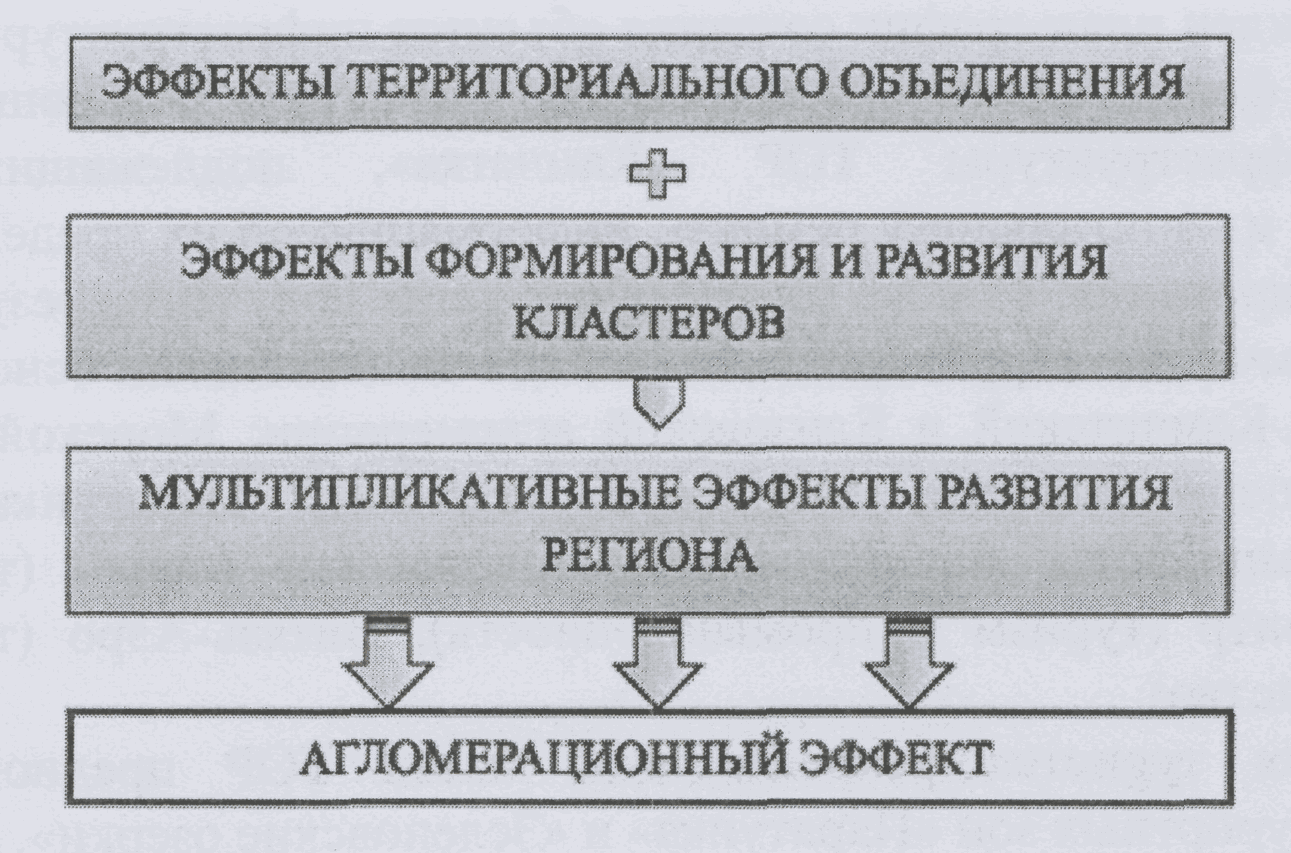 ЭФФЕКТЫ ТЕРРИТОРИАЛЬНОГО ОБЪЕДИНЕНИЯ
ЭФФЕКТЫ ФОРМИРОВАНИЯ И РАЗВИТИЯ
КЛАСТЕРОВ
МУЛЬТИПЛИКАТИВНЫЕ ЭФФЕКТЫ РАЗВИТИЯ
РЕГИОНА
АГЛОМЕРАЦИОННЫЙ ЭФФЕКТ